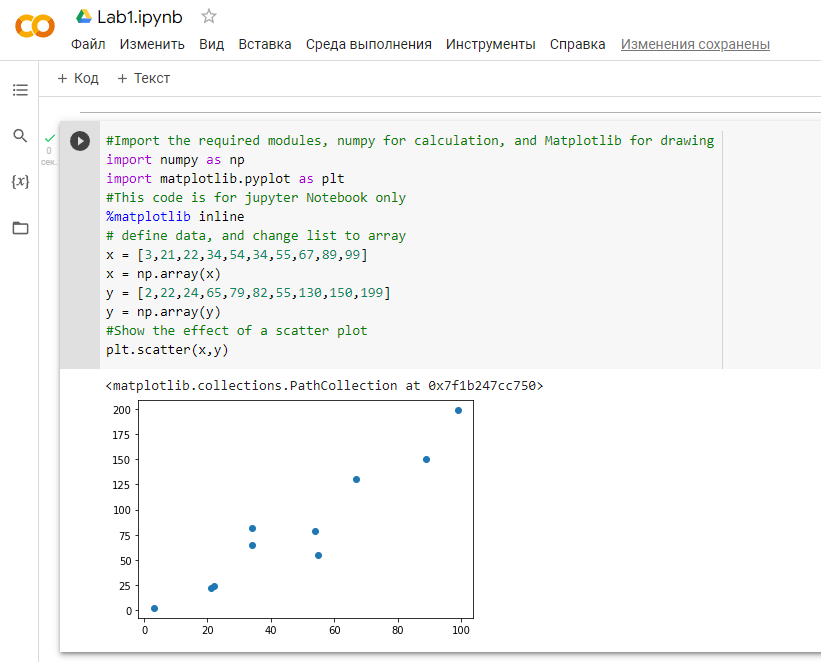 Lab1.ipynb
Файл Изменить Вид Вставка Среда выполнения Инструменты Справка Изменения сохранены
+ Код + Текст
0
сек.
{x}
#Import the required modules, numpy for calculation, and Matplotlib for drawing
import numpy as np
import matplotlib.pyplot as plt
#This code is for jupyter Notebook only
%matplotlib inline
# define data, and change list to array
x = [3,21,22,34,54,34,55,67,89,99]
x = np.array(x)
y = [2,22,24,65,79,82,55,130,150,199]
y = np.array(y)
#Show the effect of a scatter plot
plt.scatter(x,y)
<matplotlib.collections.PathCollection at 0x7f1b247cc750>
200
175
150
125
100
75
50
25
0
0 20 40 60 80 100